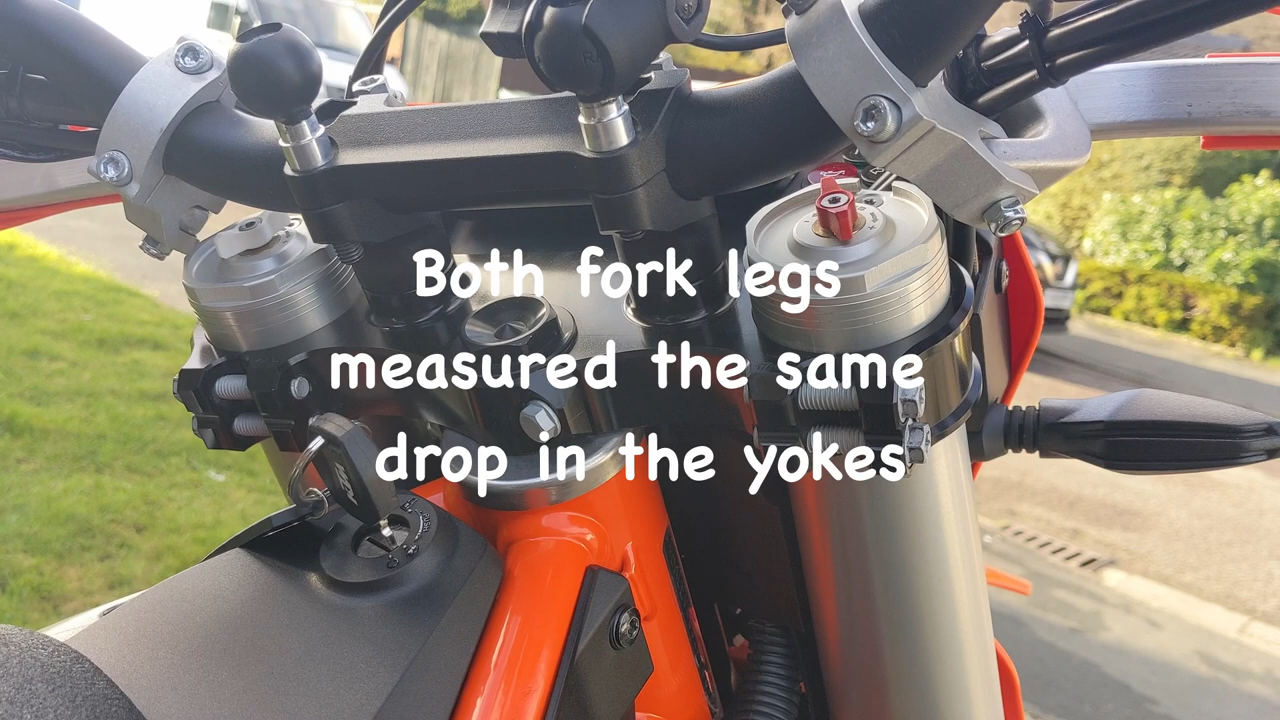 Both fork legs
measured the same
drop in the yokes